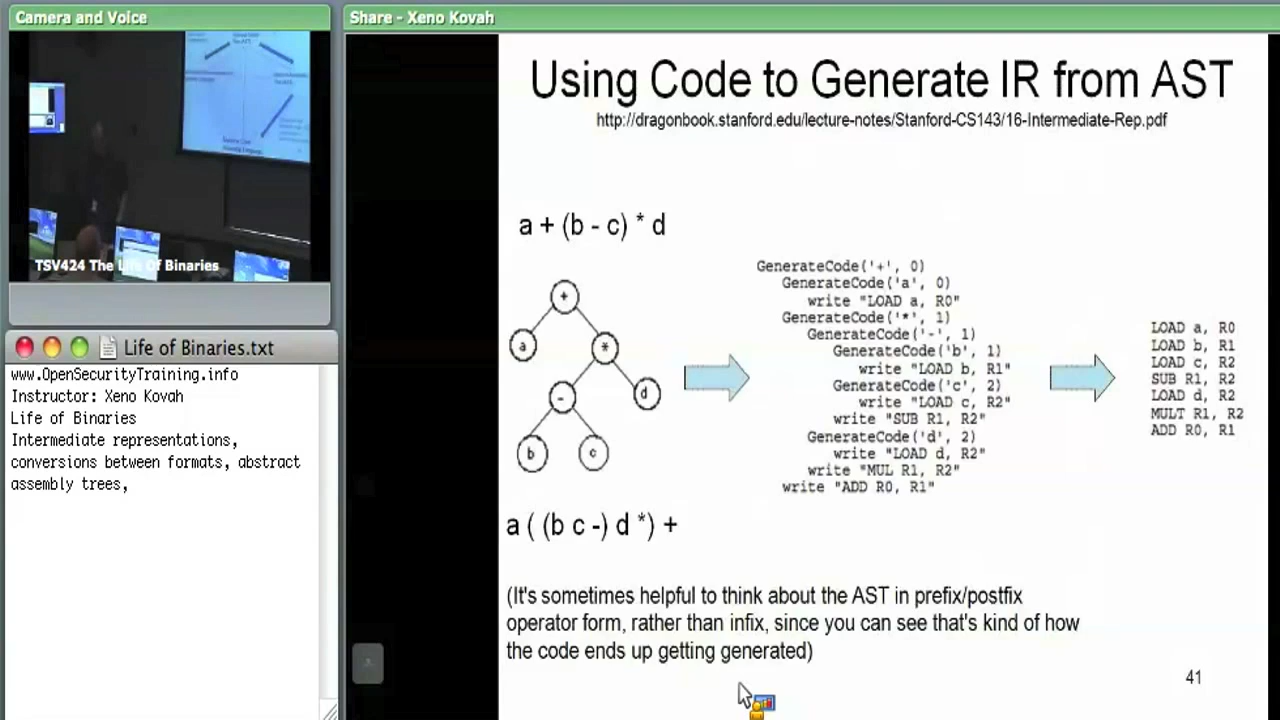 Camera and Voice
TSV424 The Life Of Binaries
Life of Binaries.txt
www.OpenSecurityTraining.info
Instructor: Xeno Kovah
Life of Binaries
Intermediate representations,
conversions between formats, abstract
assembly trees,
Share - Xeno Kovah
Using Code to Generate IR from AST
http://dragonbook.stanford.edu/lecture-notes/Stanford-CS143/16-Intermediate-Rep.pdf
a + (b - c) * d
+
a
*
-
d
b
c
GenerateCode('+', 0)
GenerateCode('a', 0)
write "LOAD a, R0"
GenerateCode('*', 1)
GenerateCode('-', 1)
GenerateCode('b', 1)
write "LOAD b, R1"
GenerateCode('c', 2)
write "LOAD c, R2"
write "SUB R1, R2"
GenerateCode('d', 2)
write "LOAD d, R2"
write "MUL R1, R2"
write "ADD R0, R1"
LOAD a, R0
LOAD b, R1
LOAD c, R2
SUB R1, R2
LOAD d, R2
MULT R1, R2
ADD R0, R1
a ( (b c -) d *) +
(It's sometimes helpful to think about the AST in prefix/postfix
operator form, rather than infix, since you can see that's kind of how
the code ends up getting generated)
41